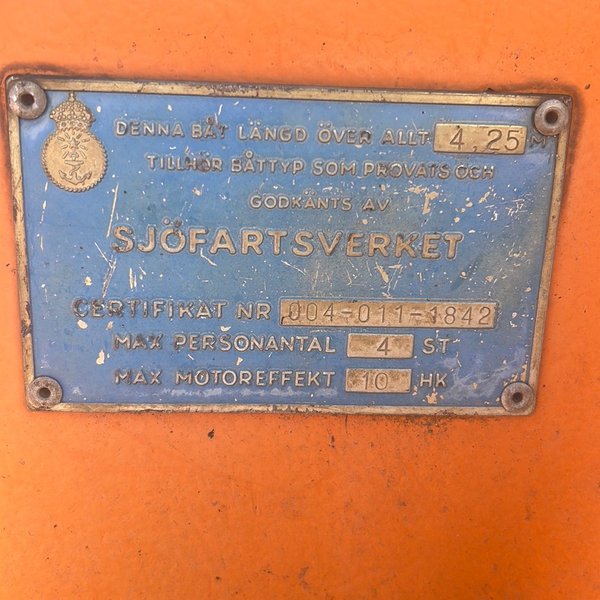 DENNA BÅT LÄNGD ÖVER ALLT 4,25 M
TILLHÖR BÅTTYP SOM PROVATS OCH
GODKÄNTS AV
SJÖFARTSVERKET
CERTIFIKAT NR 004-011-1842
MAX PERSONANTAL 4 ST
MAX MOTOREFFEKT 10 HK